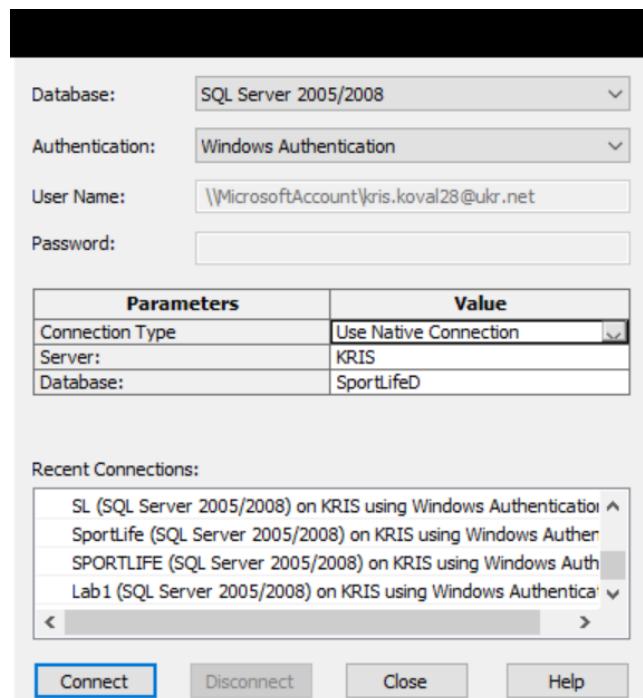 Database: SQL Server 2005/2008
Authentication: Windows Authentication
User Name: \\MicrosoftAccount\kris.koval28@ukr.net
Password:
Parameters Value
Connection Type Use Native Connection
Server: KRIS
Database: SportLifeD
Recent Connections:
SL (SQL Server 2005/2008) on KRIS using Windows Authentication
SportLife (SQL Server 2005/2008) on KRIS using Windows Authen
SPORTLIFE (SQL Server 2005/2008) on KRIS using Windows Auth
Lab1 (SQL Server 2005/2008) on KRIS using Windows Authentica
Connect Disconnect Close Help